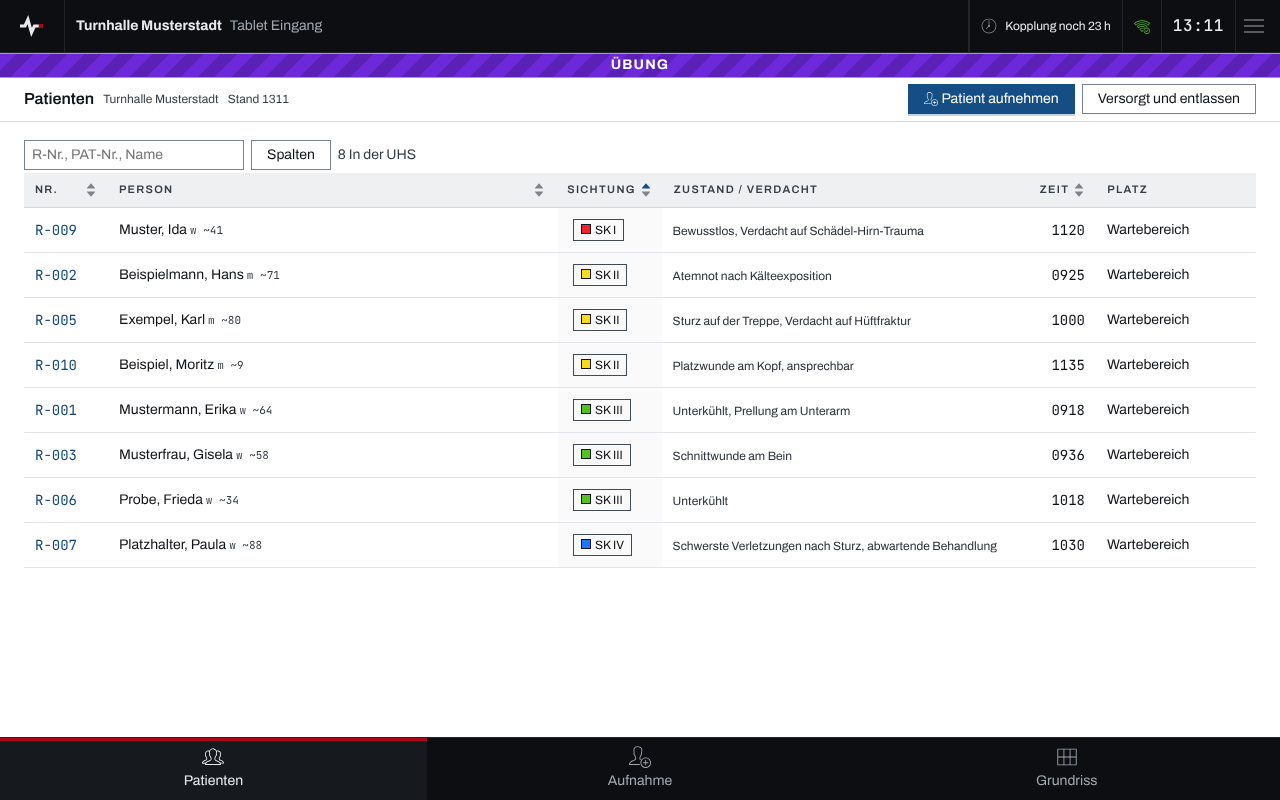 Turnhalle Musterstadt Tablet Eingang Kopplung noch 23 h 13:11
ÜBUNG
Patienten Turnhalle Musterstadt Stand 1311 Patient aufnehmen Versorgt und entlassen
R-Nr., PAT-Nr., Name Spalten 8 In der UHS
NR. PERSON SICHTUNG ZUSTAND / VERDACHT ZEIT PLATZ
R-009 Muster, Ida w ~41 SK I Bewusstlos, Verdacht auf Schädel-Hirn-Trauma 1120 Wartebereich
R-002 Beispielmann, Hans m ~71 SK II Atemnot nach Kälteexposition 0925 Wartebereich
R-005 Exempel, Karl m ~80 SK II Sturz auf der Treppe, Verdacht auf Hüftfraktur 1000 Wartebereich
R-010 Beispiel, Moritz m ~9 SK II Platzwunde am Kopf, ansprechbar 1135 Wartebereich
R-001 Mustermann, Erika w ~64 SK III Unterkühlt, Prellung am Unterarm 0918 Wartebereich
R-003 Musterfrau, Gisela w ~58 SK III Schnittwunde am Bein 0936 Wartebereich
R-006 Probe, Frieda w ~34 SK III Unterkühlt 1018 Wartebereich
R-007 Platzhalter, Paula w ~88 SK IV Schwerste Verletzungen nach Sturz, abwartende Behandlung 1030 Wartebereich
Patienten Aufnahme Grundriss